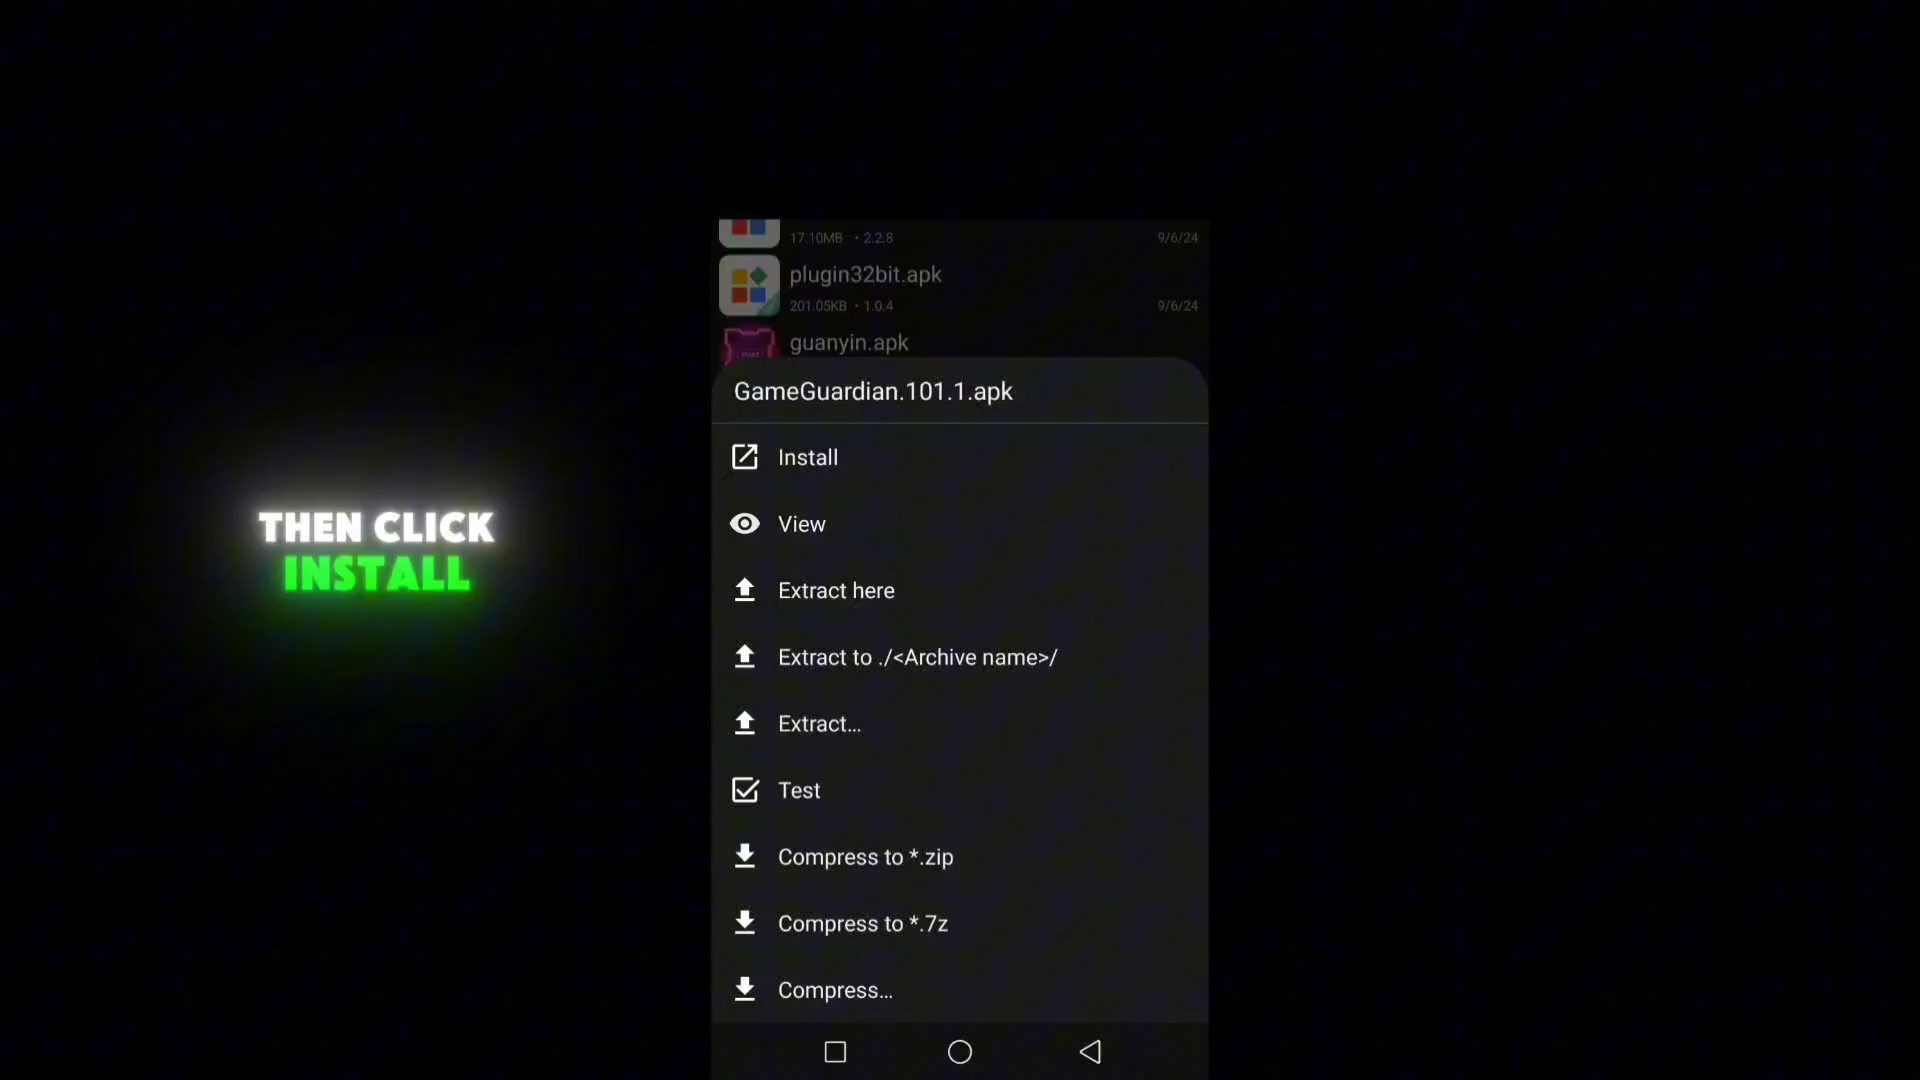 17.10MB • 2.2.8 9/6/24
plugin32bit.apk
201.05KB • 1.0.4 9/6/24
guanyin.apk
START
GameGuardian.101.1.apk
Install
View
Extract here
Extract to ./<Archive name>/
Extract...
Test
Compress to *.zip
Compress to *.7z
Compress...
THEN CLICK
INSTALL